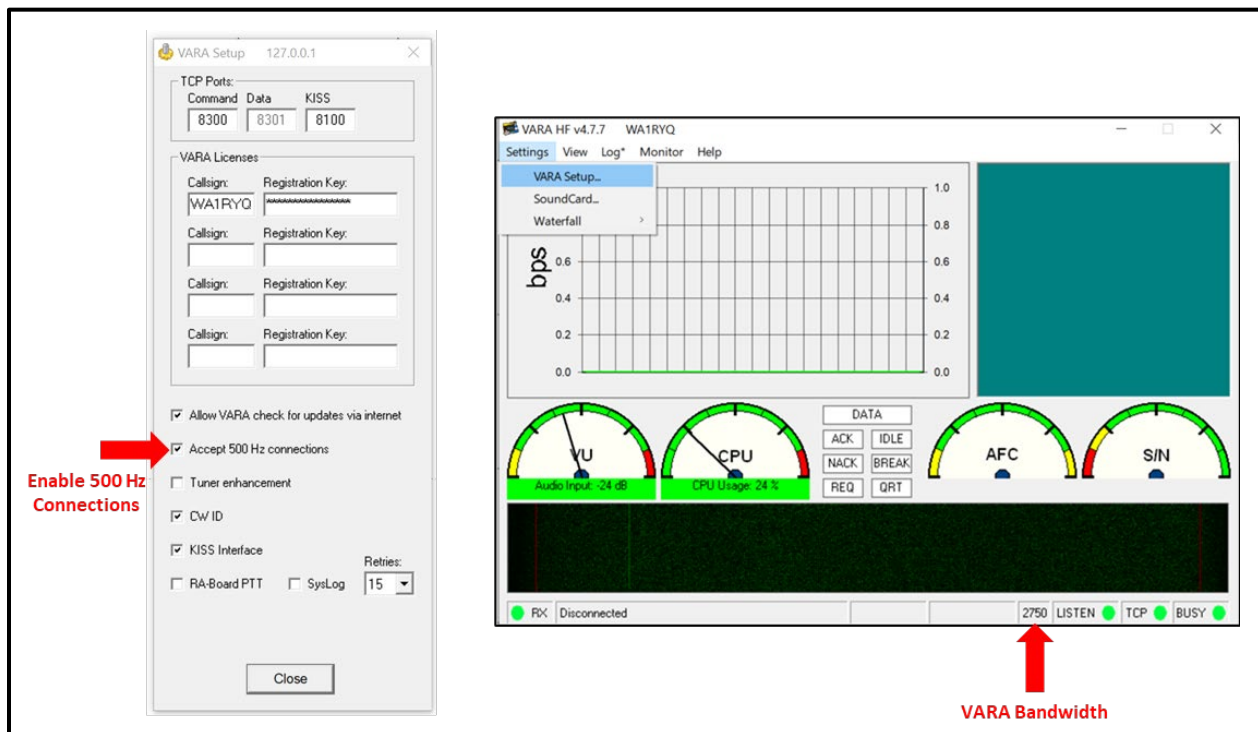 VARA Setup 127.0.0.1
TCP Ports:
Command Data KISS
8300 8301 8100
VARA Licenses
Callsign: Registration Key:
WA1RYQ ****************
Callsign: Registration Key:
Callsign: Registration Key:
Callsign: Registration Key:
Allow VARA check for updates via internet
Accept 500 Hz connections
Tuner enhancement
CW ID
KISS Interface
Retries:
RA-Board PTT SysLog 15
Close
Enable 500 Hz
Connections
VARA HF v4.7.7 WA1RYQ
Settings View Log* Monitor Help
VARA Setup...
SoundCard...
Waterfall
bps
1.0
0.8
0.6 0.6
0.4 0.4
0.2 0.2
0.0 0.0
VU
Audio Input: -24 dB
CPU
CPU Usage: 24 %
DATA
ACK IDLE
NACK BREAK
REQ QRT
AFC
S/N
RX Disconnected 2750 LISTEN TCP BUSY
VARA Bandwidth